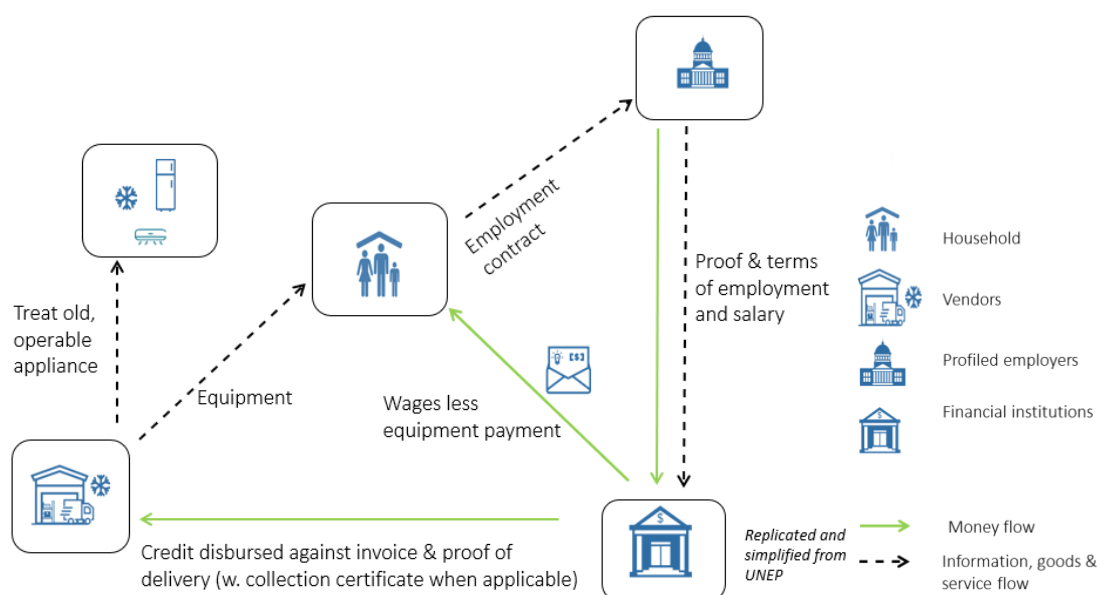 Employment
contract
Proof & terms
of employment
and salary
Treat old,
operable
appliance
Equipment
Wages less
equipment payment
[$]
$
Credit disbursed against invoice & proof of
delivery (w. collection certificate when applicable)
Replicated and
simplified from
UNEP
Household
Vendors
Profiled employers
$
Financial institutions
Money flow
Information, goods &
service flow